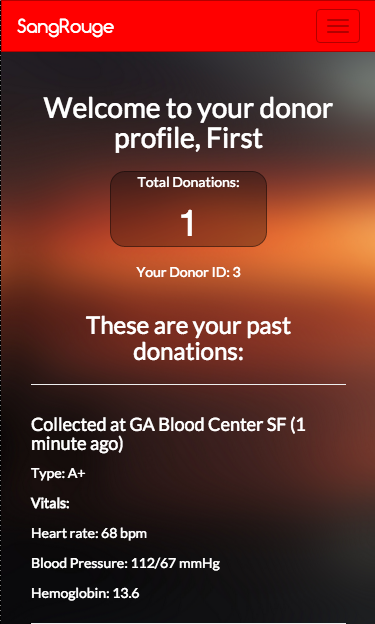 SangRouge
Welcome to your donor
profile, First
Total Donations:
1
Your Donor ID: 3
These are your past
donations:
Collected at GA Blood Center SF (1
minute ago)
Type: A+
Vitals:
Heart rate: 68 bpm
Blood Pressure: 112/67 mmHg
Hemoglobin: 13.6